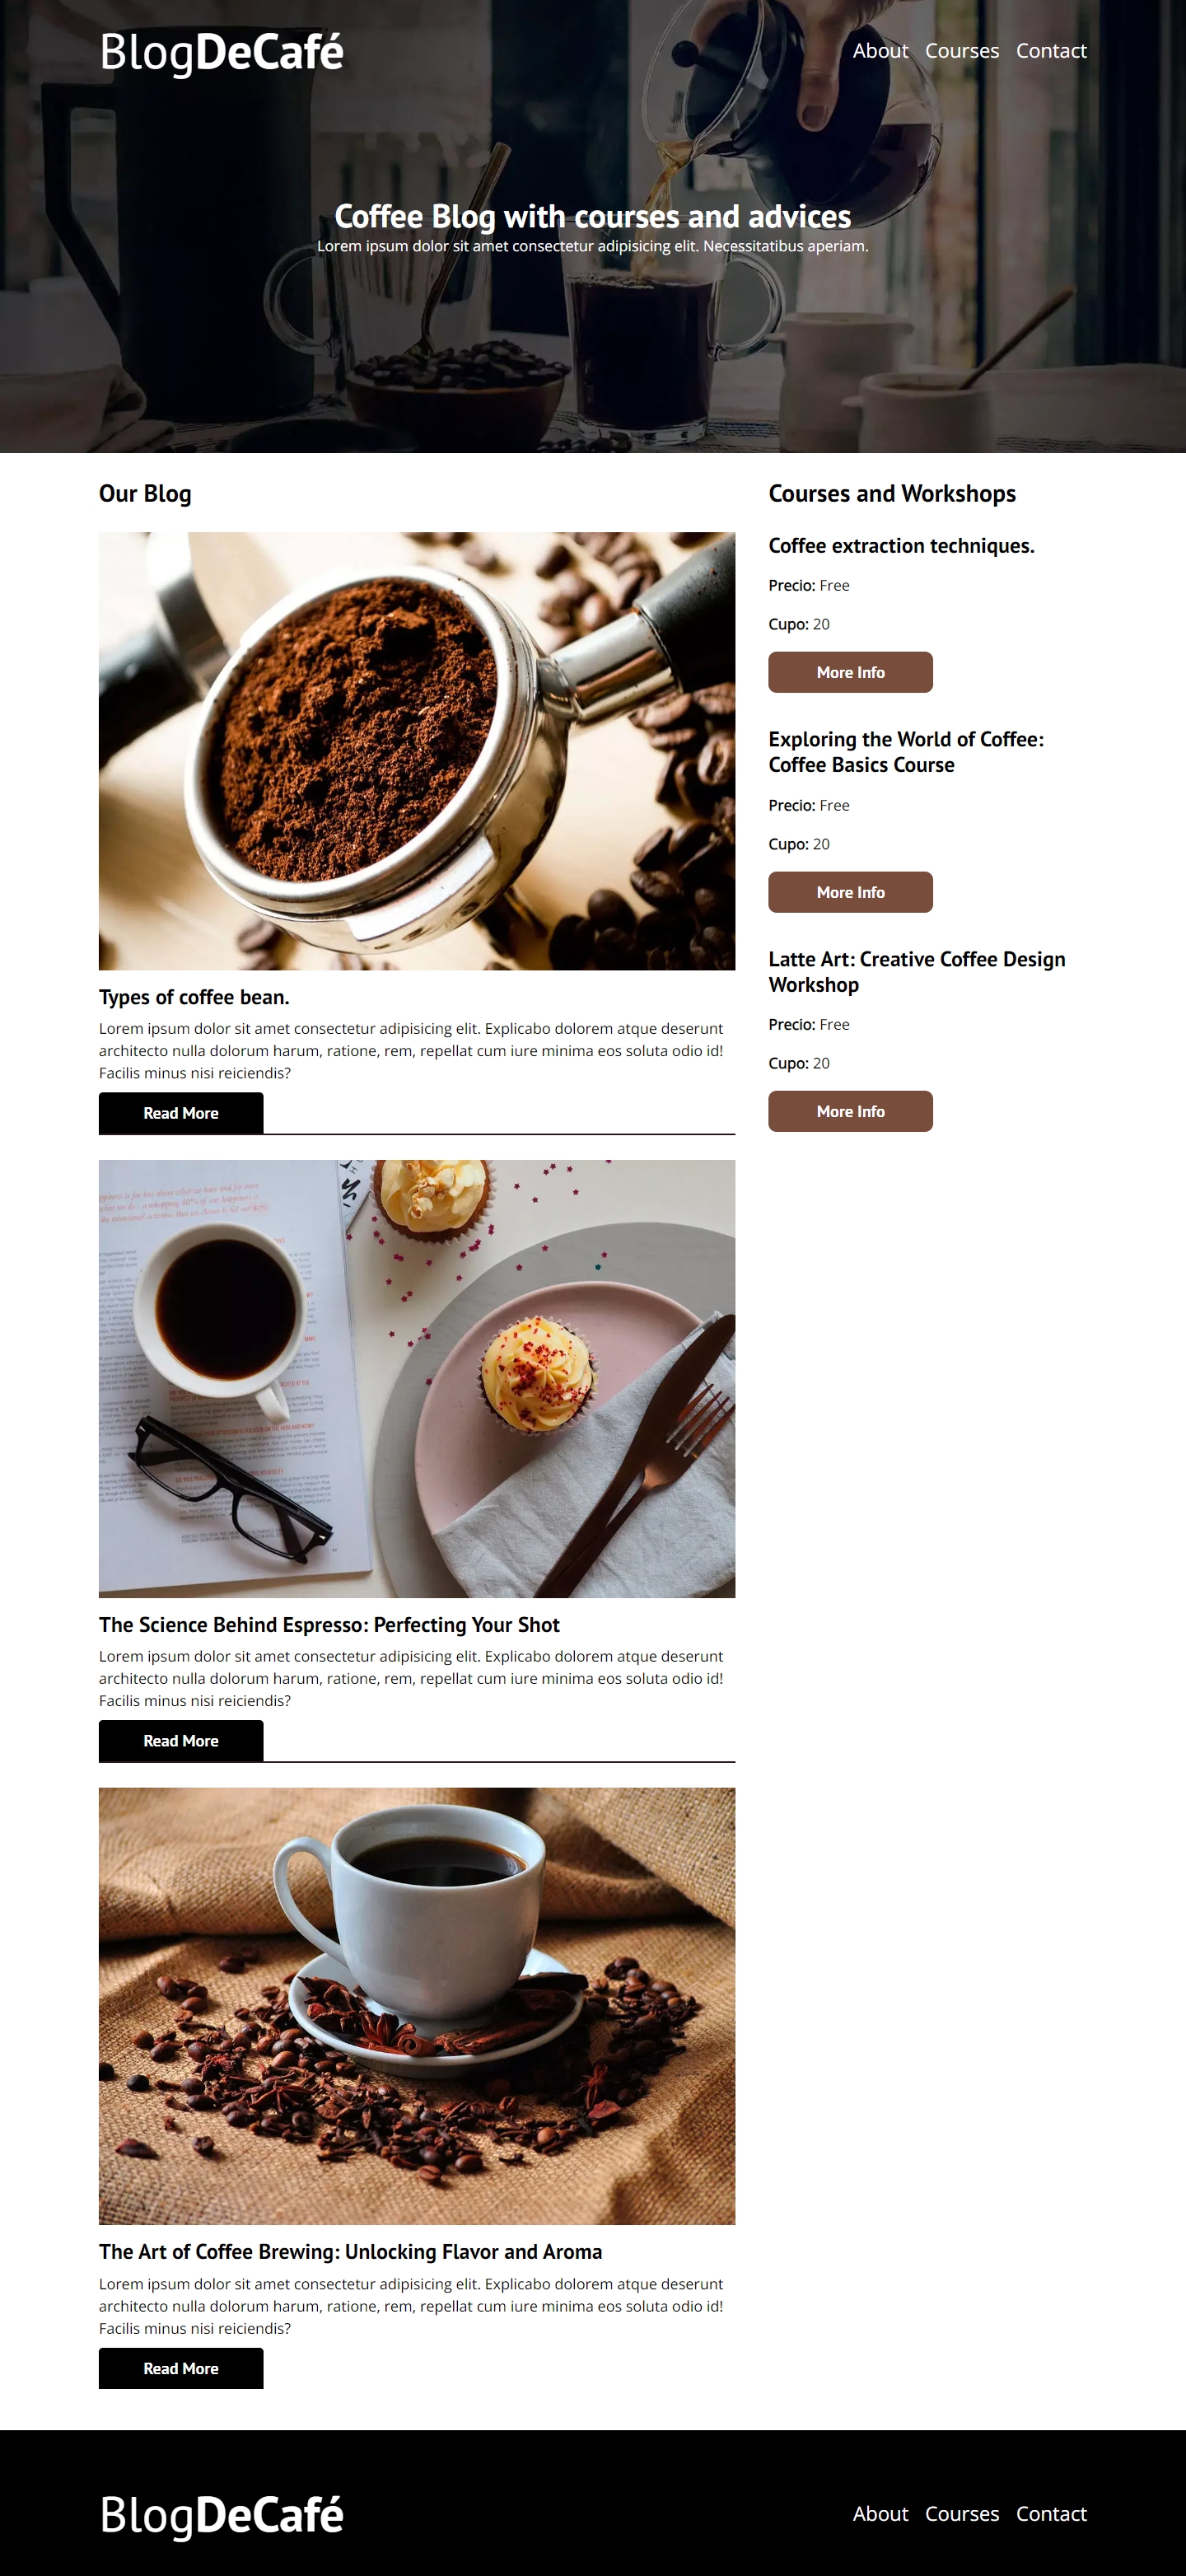 BlogDeCafé
About Courses Contact
Coffee Blog with courses and advices
Lorem ipsum dolor sit amet consectetur adipisicing elit. Necessitatibus aperiam.
Our Blog
Types of coffee bean.
Lorem ipsum dolor sit amet consectetur adipisicing elit. Explicabo dolorem atque deserunt
architecto nulla dolorum harum, ratione, rem, repellat cum iure minima eos soluta odio id!
Facilis minus nisi reiciendis?
Read More
The Science Behind Espresso: Perfecting Your Shot
Lorem ipsum dolor sit amet consectetur adipisicing elit. Explicabo dolorem atque deserunt
architecto nulla dolorum harum, ratione, rem, repellat cum iure minima eos soluta odio id!
Facilis minus nisi reiciendis?
Read More
The Art of Coffee Brewing: Unlocking Flavor and Aroma
Lorem ipsum dolor sit amet consectetur adipisicing elit. Explicabo dolorem atque deserunt
architecto nulla dolorum harum, ratione, rem, repellat cum iure minima eos soluta odio id!
Facilis minus nisi reiciendis?
Read More
Courses and Workshops
Coffee extraction techniques.
Precio: Free
Cupo: 20
More Info
Exploring the World of Coffee:
Coffee Basics Course
Precio: Free
Cupo: 20
More Info
Latte Art: Creative Coffee Design
Workshop
Precio: Free
Cupo: 20
More Info
BlogDeCafé
About Courses Contact